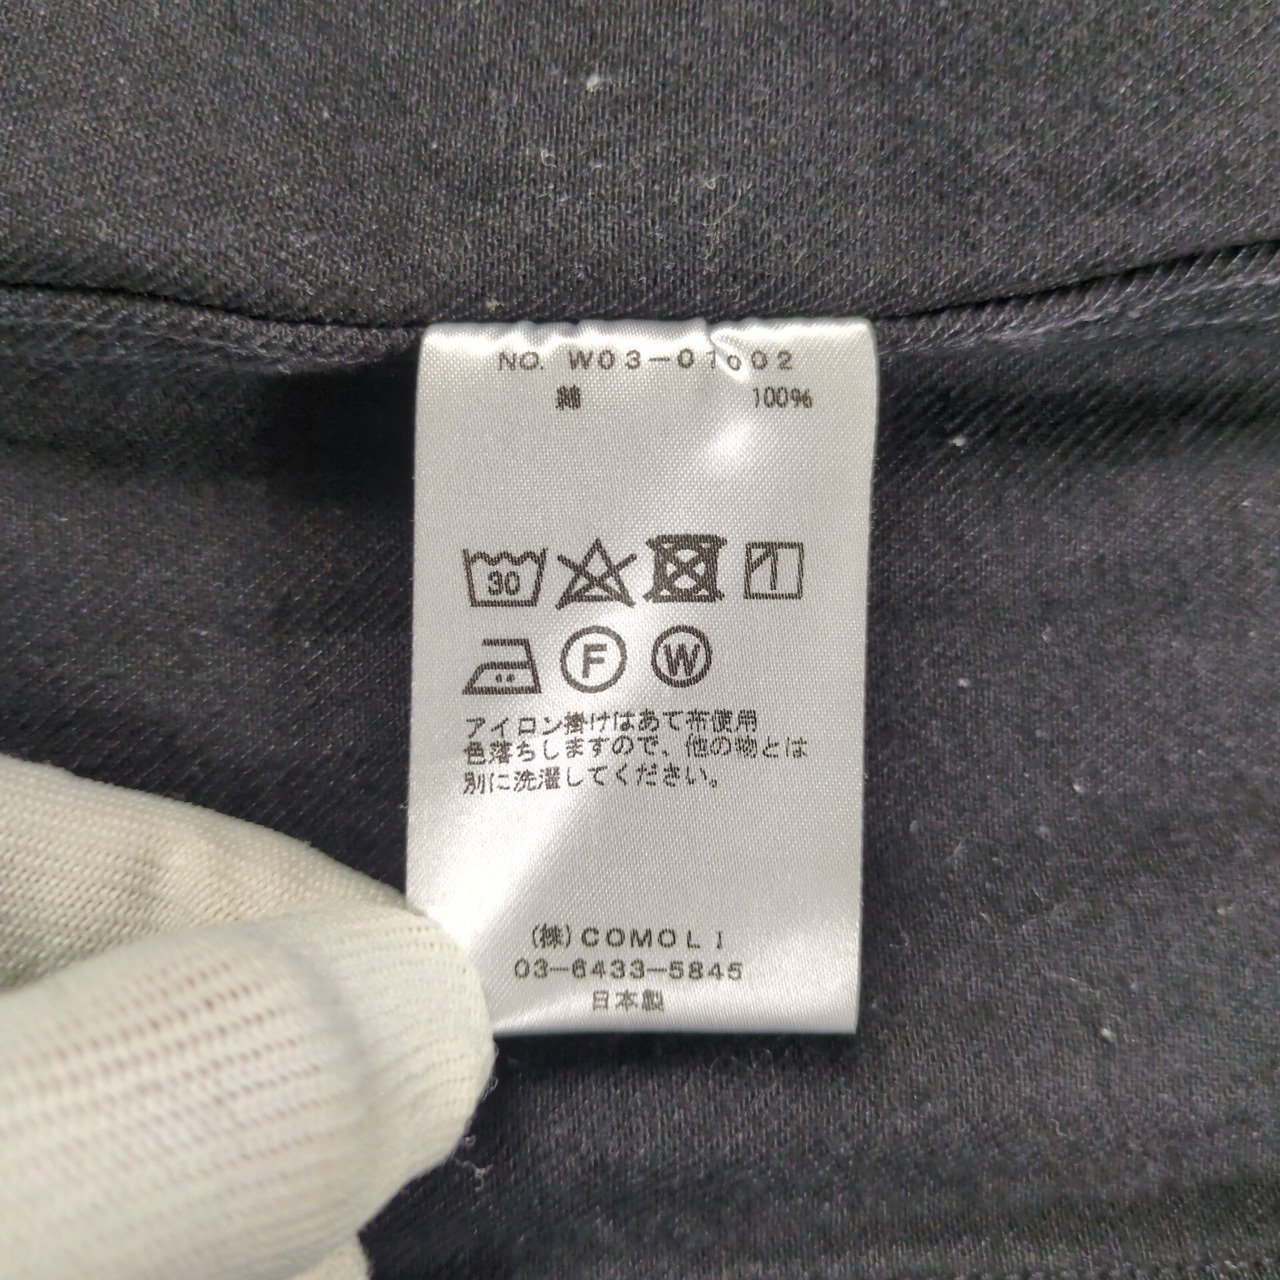 NO. W03-01002
綿 100%
30
F W
アイロン掛けはあて布使用
色落ちしますので、他の物とは
別に洗濯してください。
(株)COMOLI
03-6433-5845
日本製